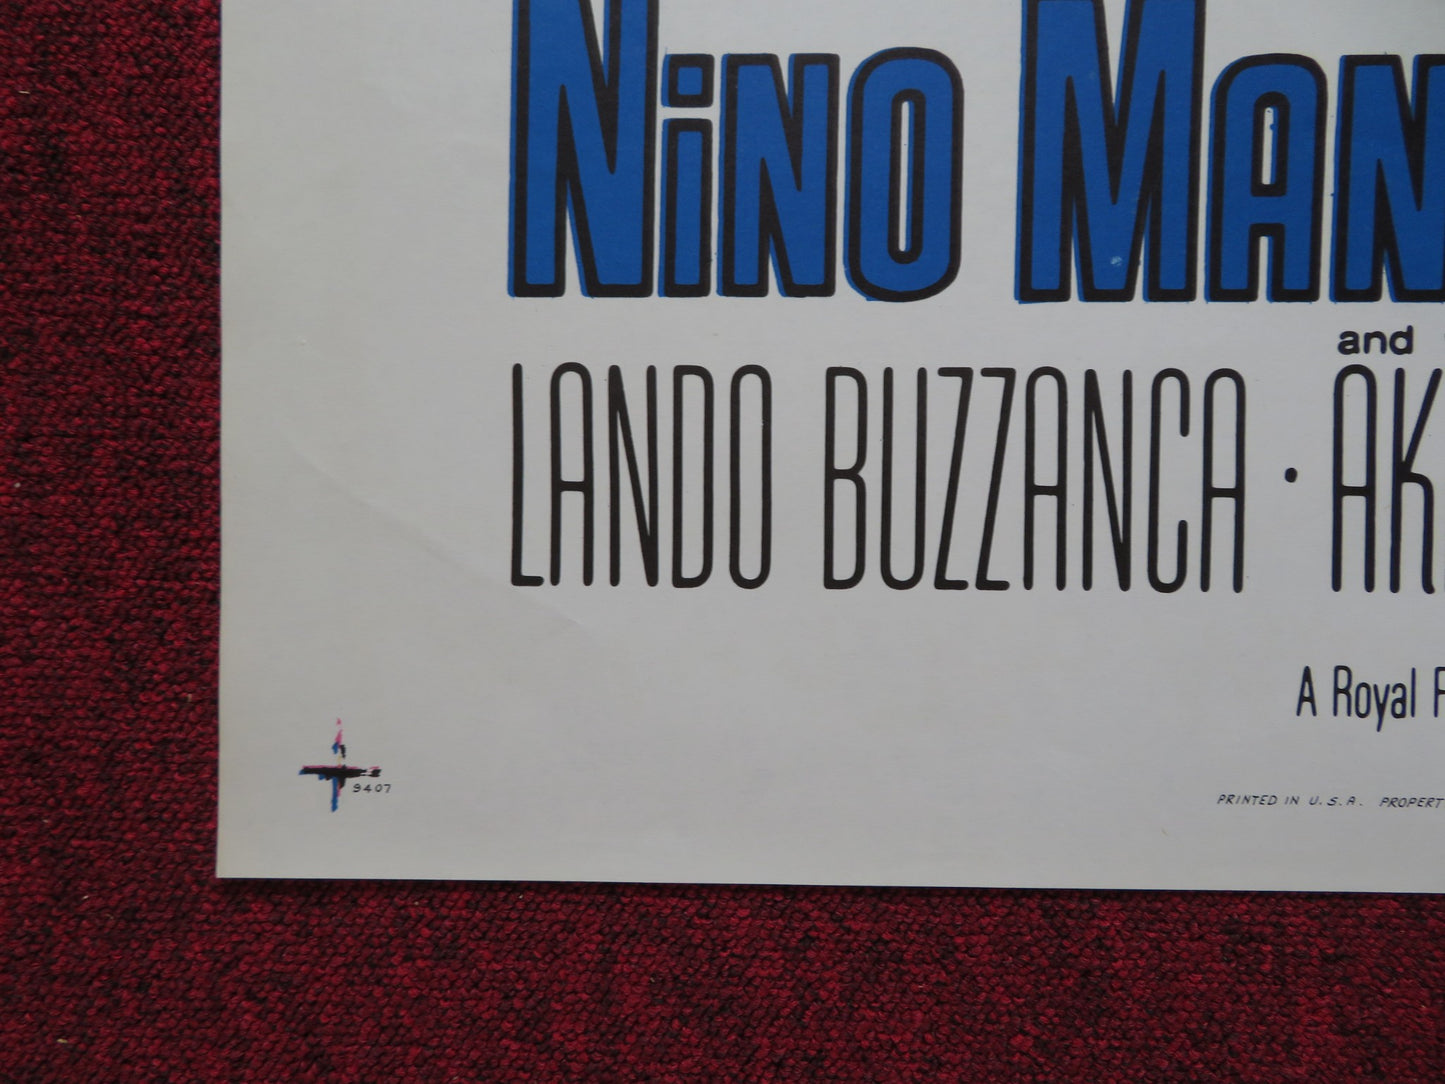 NiNO MAN
and
LANDO BUZZANCA · AK
A Royal
9407
PRINTED IN U.S.A. PROPERT